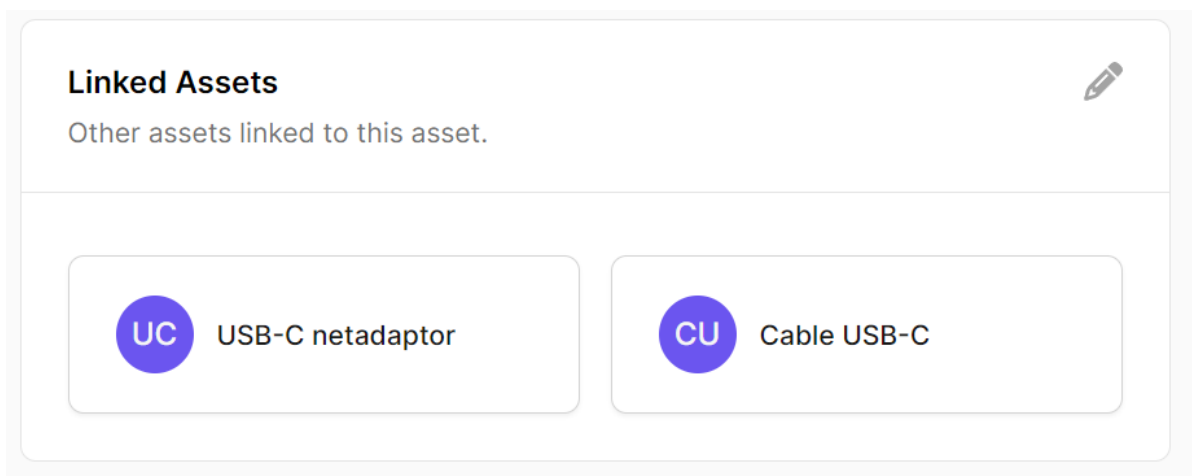 Linked Assets
Other assets linked to this asset.
UC USB-C netadaptor
CU Cable USB-C